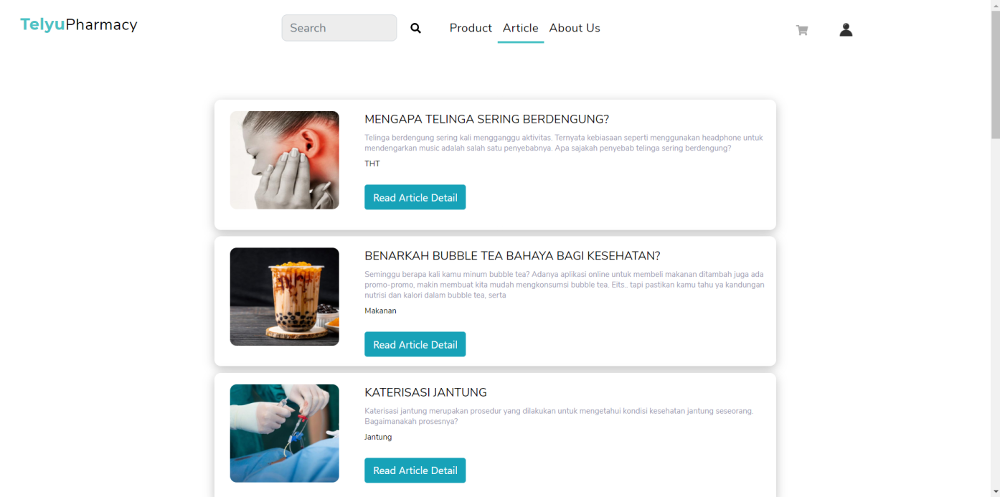 TelyuPharmacy
Search
Product Article About Us
MENGAPA TELINGA SERING BERDENGUNG?
Telinga berdengung sering kali mengganggu aktivitas. Ternyata kebiasaan seperti menggunakan headphone untuk
mendengarkan music adalah salah satu penyebabnya. Apa sajakah penyebab telinga sering berdengung?
THT
Read Article Detail
BENARKAH BUBBLE TEA BAHAYA BAGI KESEHATAN?
Seminggu berapa kali kamu minum bubble tea? Adanya aplikasi online untuk membeli makanan ditambah juga ada
promo-promo, makin membuat kita mudah mengkonsumsi bubble tea. Eits.. tapi pastikan kamu tahu ya kandungan
nutrisi dan kalori dalam bubble tea, serta
Makanan
Read Article Detail
KATERISASI JANTUNG
Katerisasi jantung merupakan prosedur yang dilakukan untuk mengetahui kondisi kesehatan jantung seseorang.
Bagaimanakah prosesnya?
Jantung
Read Article Detail